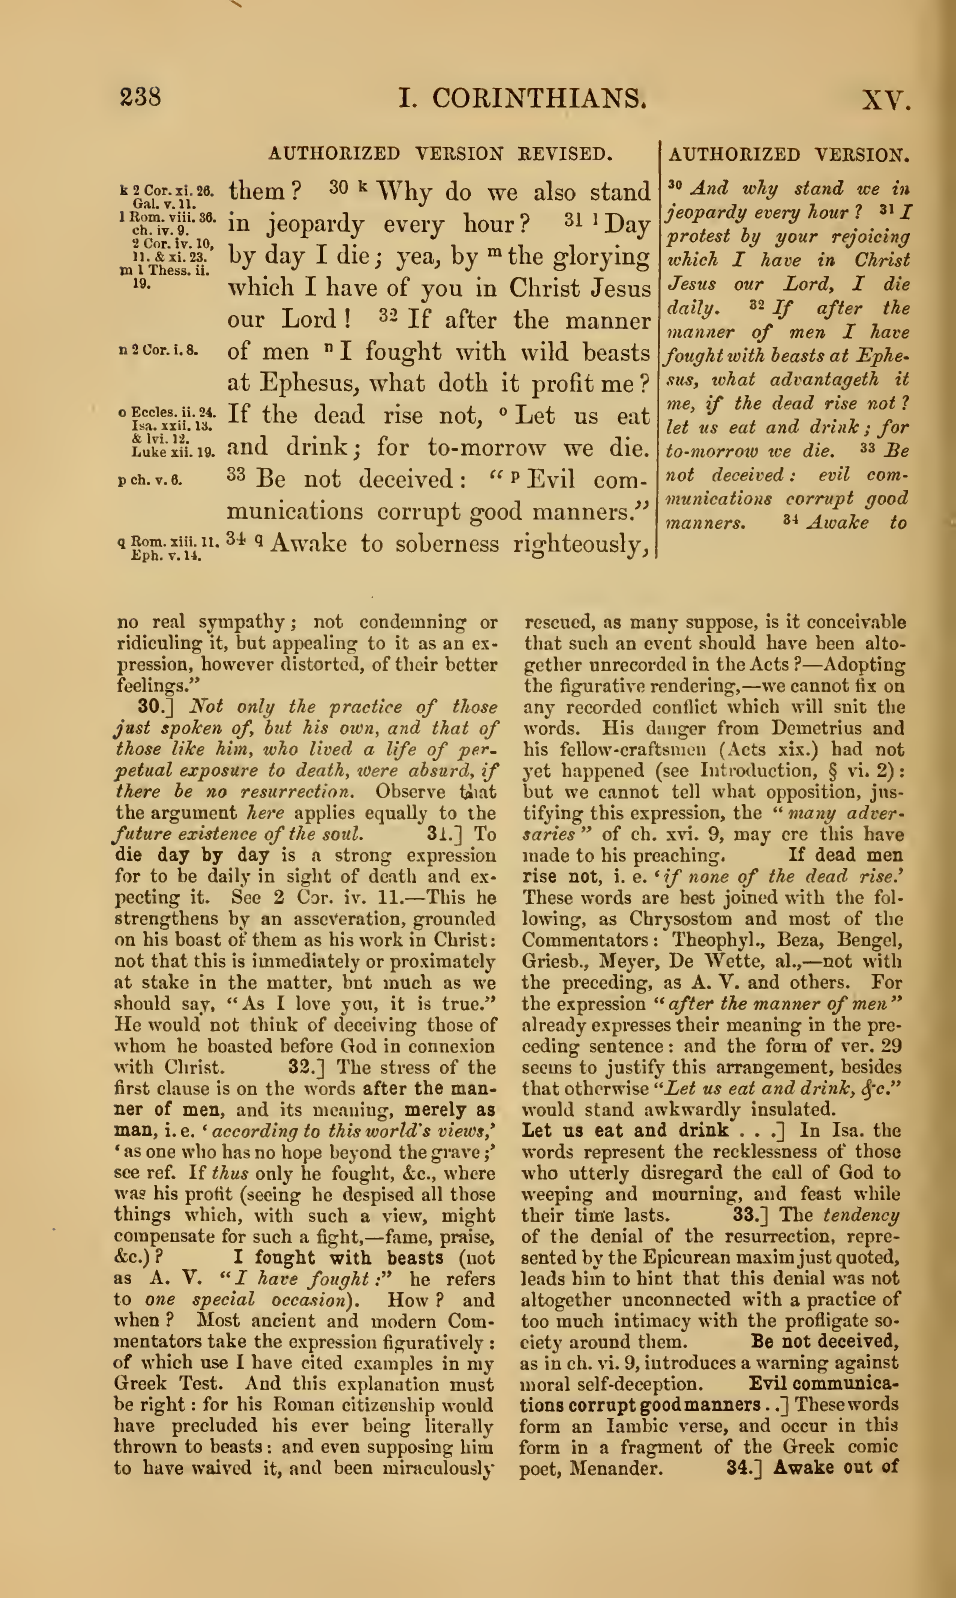 238
I. CORINTHIANS.
XV.
AUTHORIZED VERSION REVISED.
k 2 Cor. xi. 26.
Gal. v. 11.
l Rom. viii. 36.
ch. iv. 9.
2 Cor. iv. 10,
11. & xi. 23.
m 1 Thess. ii.
19.
n 2 Cor. i. 8.
o Eccles. ii. 24.
Isa. xxii. 13.
& lvi. 12.
Luke xii. 19.
p ch. v. 6.
q Rom. xiii. 11.
Eph. v. 14.
them ? 30 k Why do we also stand
in jeopardy every hour ? 31 l Day
by day I die ; yea, by m the glorying
which I have of you in Christ Jesus
our Lord ! 32 If after the manner
of men n I fought with wild beasts
at Ephesus, what doth it profit me ?
If the dead rise not, o Let us eat
and drink ; for to-morrow we die.
33 Be not deceived : “ p Evil com-
munications corrupt good manners.”
34 q Awake to soberness righteously,
AUTHORIZED VERSION.
30 And why stand we in
jeopardy every hour ? 31 I
protest by your rejoicing
which I have in Christ
Jesus our Lord, I die
daily. 32 If after the
manner of men I have
fought with beasts at Ephe-
sus, what advantageth it
me, if the dead rise not ?
let us eat and drink ; for
to-morrow we die. 33 Be
not deceived : evil com-
munications corrupt good
manners. 34 Awake to
no real sympathy ; not condemning or
ridiculing it, but appealing to it as an ex-
pression, however distorted, of their better
feelings.”
30.] Not only the practice of those
just spoken of, but his own, and that of
those like him, who lived a life of per-
petual exposure to death, were absurd, if
there be no resurrection. Observe that
the argument here applies equally to the
future existence of the soul. 31.] To
die day by day is a strong expression
for to be daily in sight of death and ex-
pecting it. See 2 Cor. iv. 11.—This he
strengthens by an asseveration, grounded
on his boast of them as his work in Christ :
not that this is immediately or proximately
at stake in the matter, but much as we
should say, “As I love you, it is true.”
He would not think of deceiving those of
whom he boasted before God in connexion
with Christ. 32.] The stress of the
first clause is on the words after the man-
ner of men, and its meaning, merely as
man, i. e. ‘ according to this world's views,’
‘ as one who has no hope beyond the grave ;’
see ref. If thus only he fought, &c., where
was his profit (seeing he despised all those
things which, with such a view, might
compensate for such a fight,—fame, praise,
&c.) ? I fought with beasts (not
as A. V. “I have fought :” he refers
to one special occasion). How ? and
when ? Most ancient and modern Com-
mentators take the expression figuratively :
of which use I have cited examples in my
Greek Test. And this explanation must
be right : for his Roman citizenship would
have precluded his ever being literally
thrown to beasts : and even supposing him
to have waived it, and been miraculously
rescued, as many suppose, is it conceivable
that such an event should have been alto-
gether unrecorded in the Acts ?—Adopting
the figurative rendering,—we cannot fix on
any recorded conflict which will suit the
words. His danger from Demetrius and
his fellow-craftsmen (Acts xix.) had not
yet happened (see Introduction, § vi. 2) :
but we cannot tell what opposition, jus-
tifying this expression, the “ many adver-
saries ” of ch. xvi. 9, may ere this have
made to his preaching. If dead men
rise not, i. e. ‘ if none of the dead rise.’
These words are best joined with the fol-
lowing, as Chrysostom and most of the
Commentators : Theophyl., Beza, Bengel,
Griesb., Meyer, De Wette, al.,—not with
the preceding, as A. V. and others. For
the expression “ after the manner of men ”
already expresses their meaning in the pre-
ceding sentence : and the form of ver. 29
seems to justify this arrangement, besides
that otherwise “Let us eat and drink, &c.”
would stand awkwardly insulated.
Let us eat and drink . . .] In Isa. the
words represent the recklessness of those
who utterly disregard the call of God to
weeping and mourning, and feast while
their time lasts. 33.] The tendency
of the denial of the resurrection, repre-
sented by the Epicurean maxim just quoted,
leads him to hint that this denial was not
altogether unconnected with a practice of
too much intimacy with the profligate so-
ciety around them. Be not deceived,
as in ch. vi. 9, introduces a warning against
moral self-deception. Evil communica-
tions corrupt good manners . .] These words
form an Iambic verse, and occur in this
form in a fragment of the Greek comic
poet, Menander. 34.] Awake out of